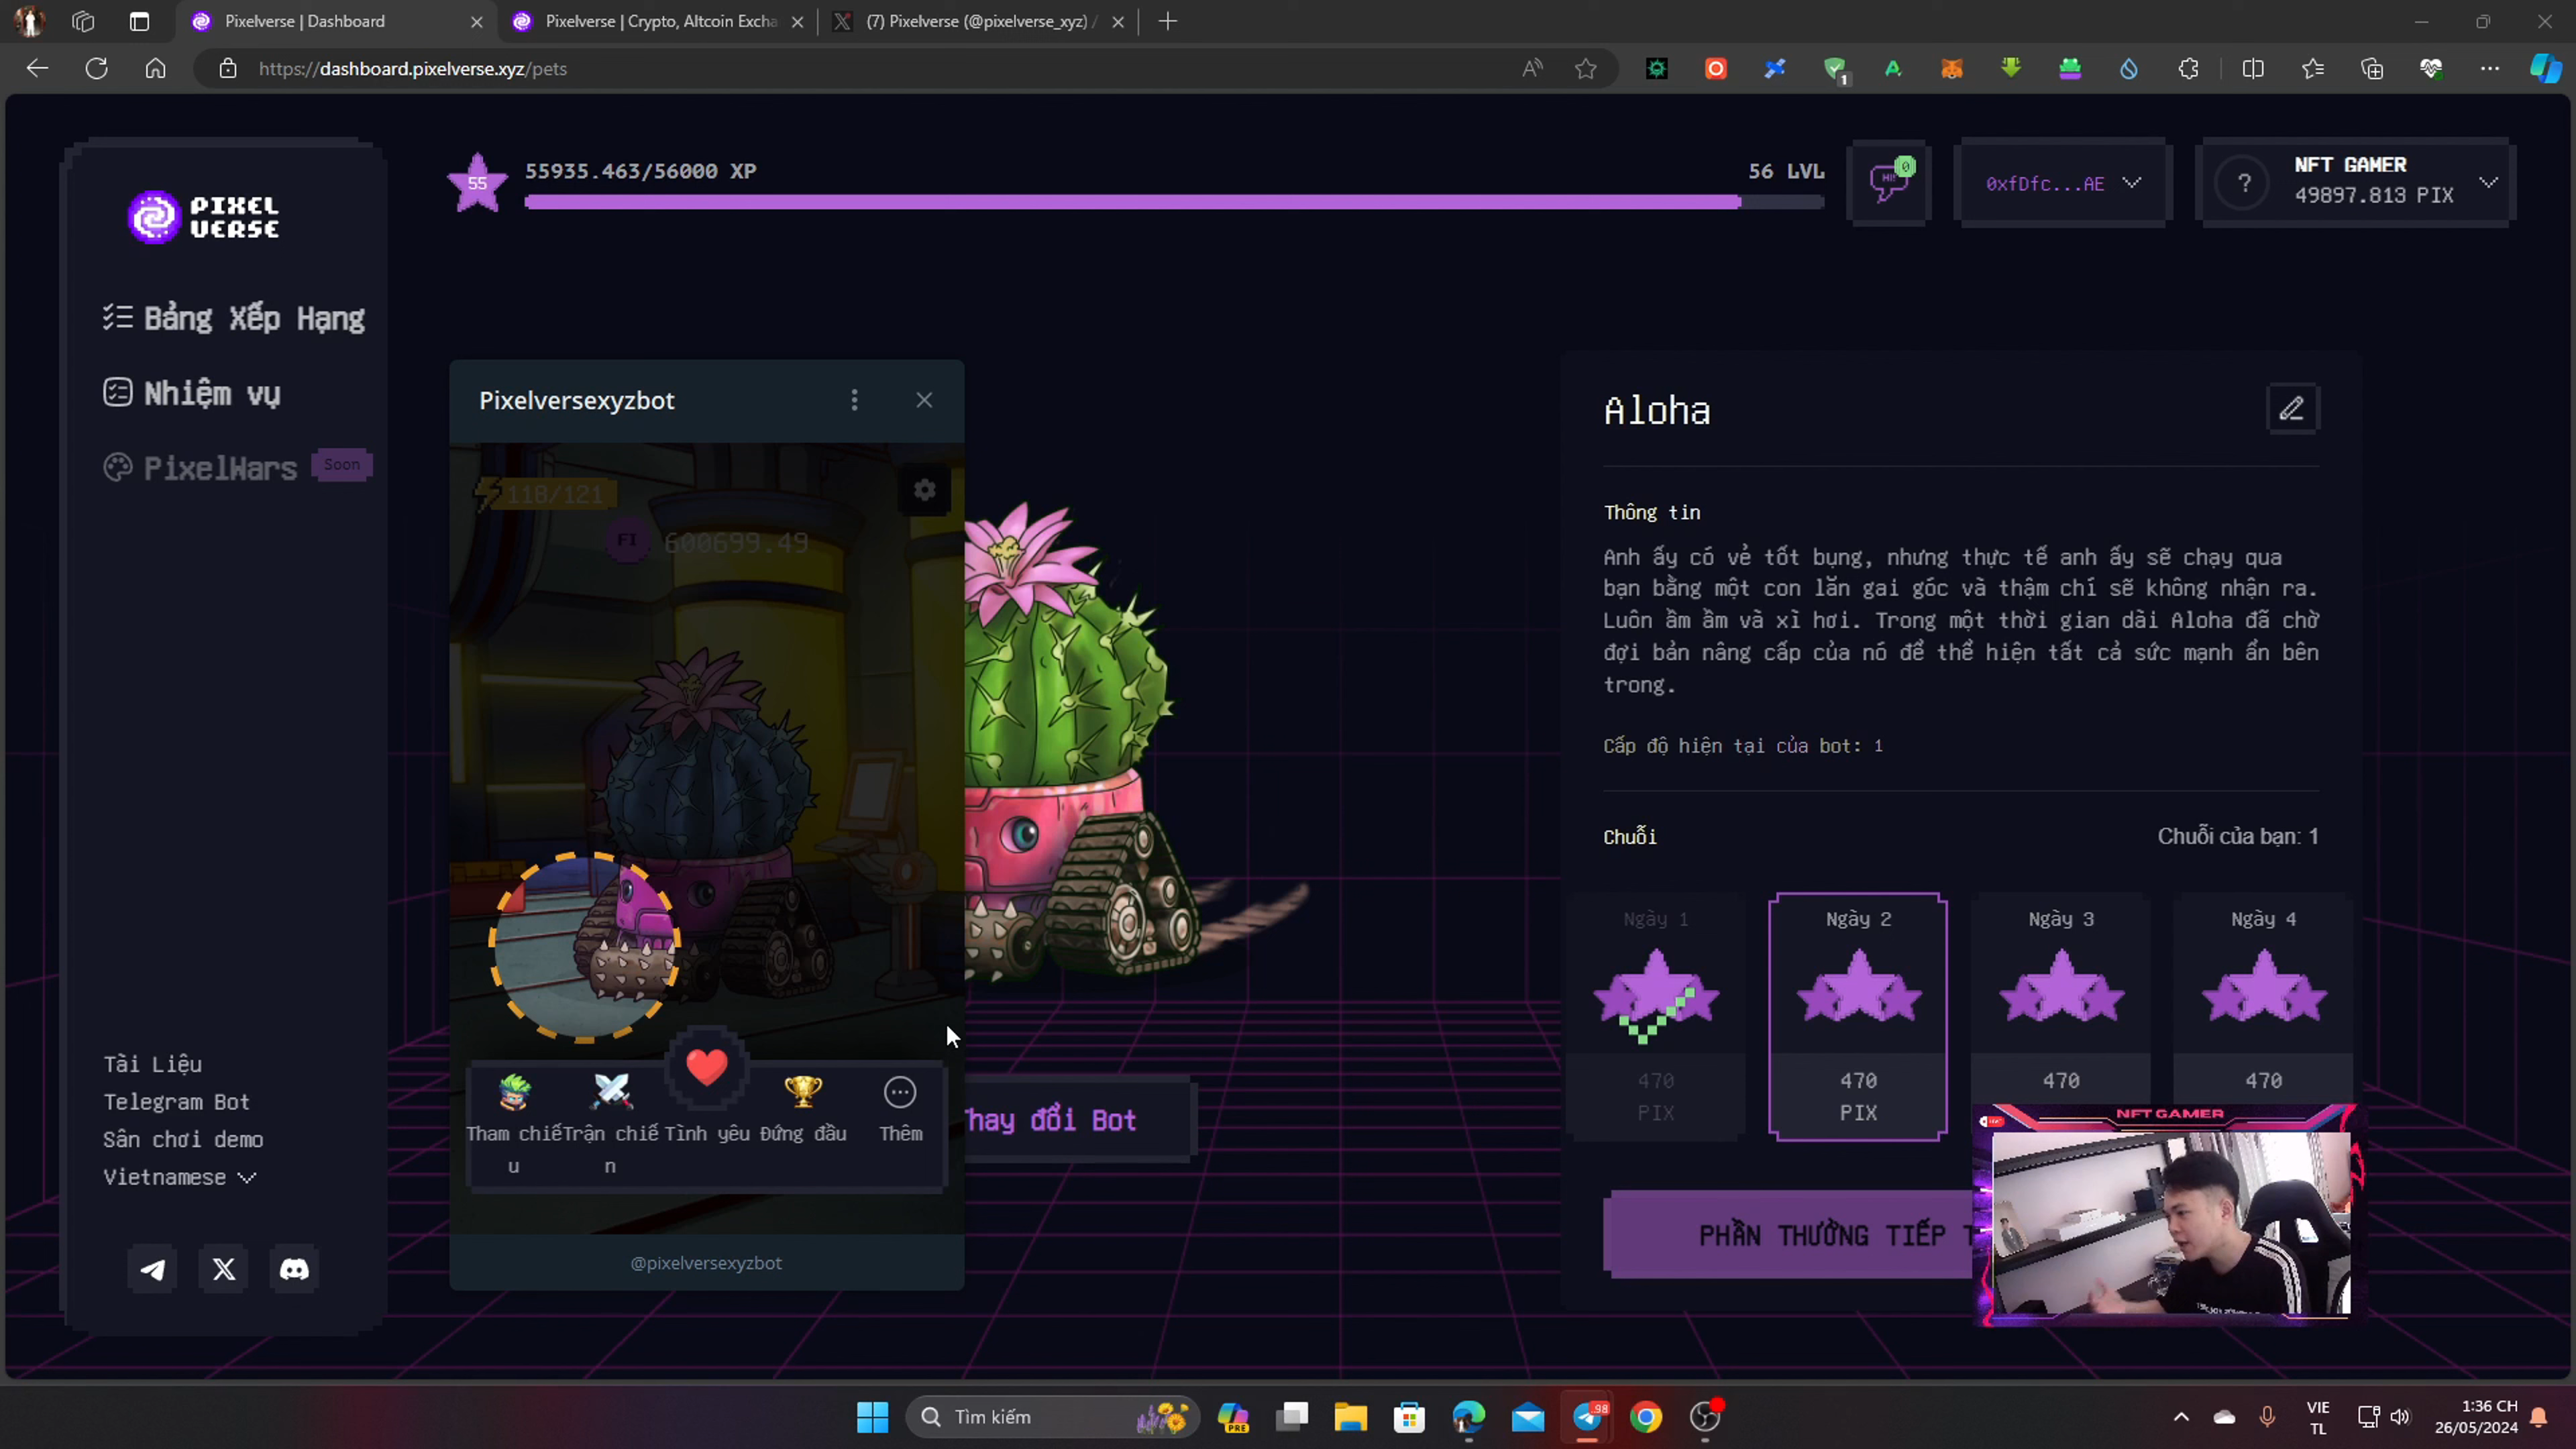 Pixelverse | Dashboard
Pixelverse | Crypto, Altcoin Excha
(7) Pixelverse (@pixelverse_xyz) /
https://dashboard.pixelverse.xyz/pets
1
PIXEL
VERSE
55
55935.463/56000 XP
56 LVL
HI!
0
0xfDfc...AE
?
NFT GAMER
49897.813 PIX
Bảng Xếp Hạng
Nhiệm vụ
PixelWars
Soon
Tài Liệu
Telegram Bot
Sân chơi demo
Vietnamese
Pixelversexyzbot
118/121
FI
600699.49
Tham chiế
u
Trận chiế
n
Tình yêu
Đứng đầu
Thêm
@pixelversexyzbot
hay đổi Bot
Aloha
Thông tin
Anh ấy có vẻ tốt bụng, nhưng thực tế anh ấy sẽ chạy qua
bạn bằng một con lăn gai góc và thậm chí sẽ không nhận ra.
Luôn ầm ầm và xì hơi. Trong một thời gian dài Aloha đã chờ
đợi bản nâng cấp của nó để thể hiện tất cả sức mạnh ẩn bên
trong.
Cấp độ hiện tại của bot: 1
Chuỗi
Chuỗi của bạn: 1
Ngày 1
470
PIX
Ngày 2
470
PIX
Ngày 3
470
Ngày 4
470
PHẦN THƯỞNG TIẾP T
NFT GAMER
Tìm kiếm
PRE
98
VIE
TL
1:36 CH
26/05/2024